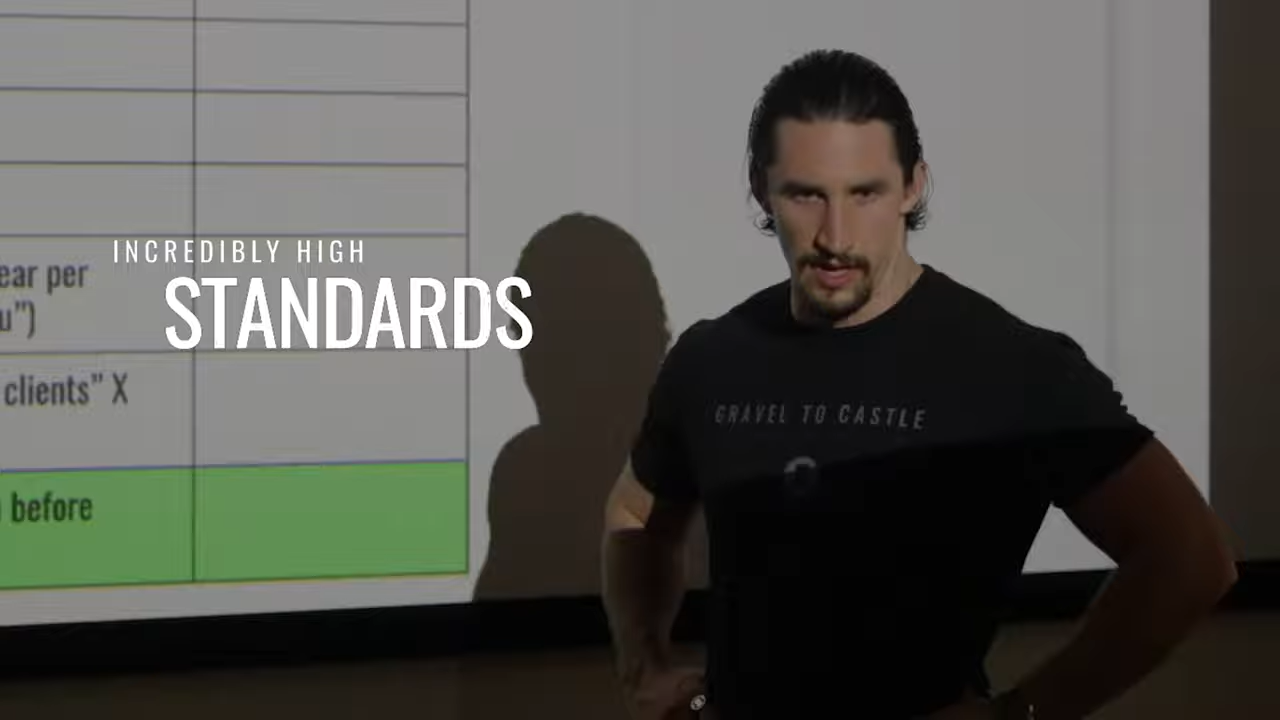 INCREDIBLY HIGH
STANDARDS
ear per
u")
clients" X
before
GRAVEL TO CASTLE